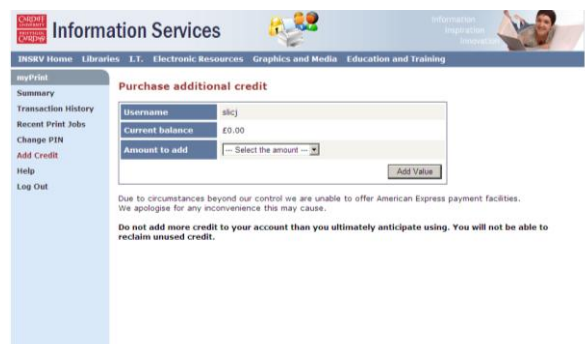 CARDIFF
UNIVERSITY
PRIFYSGOL
CAERDYDD
Information Services
Information
Inspiration
Innovation
INSRV Home Libraries I.T. Electronic Resources Graphics and Media Education and Training
myPrint
Summary
Transaction History
Recent Print Jobs
Change PIN
Add Credit
Help
Log Out
Purchase additional credit
Username slicj
Current balance £0.00
Amount to add --- Select the amount ---
Add Value
Due to circumstances beyond our control we are unable to offer American Express payment facilities.
We apologise for any inconvenience this may cause.
Do not add more credit to your account than you ultimately anticipate using. You will not be able to
reclaim unused credit.